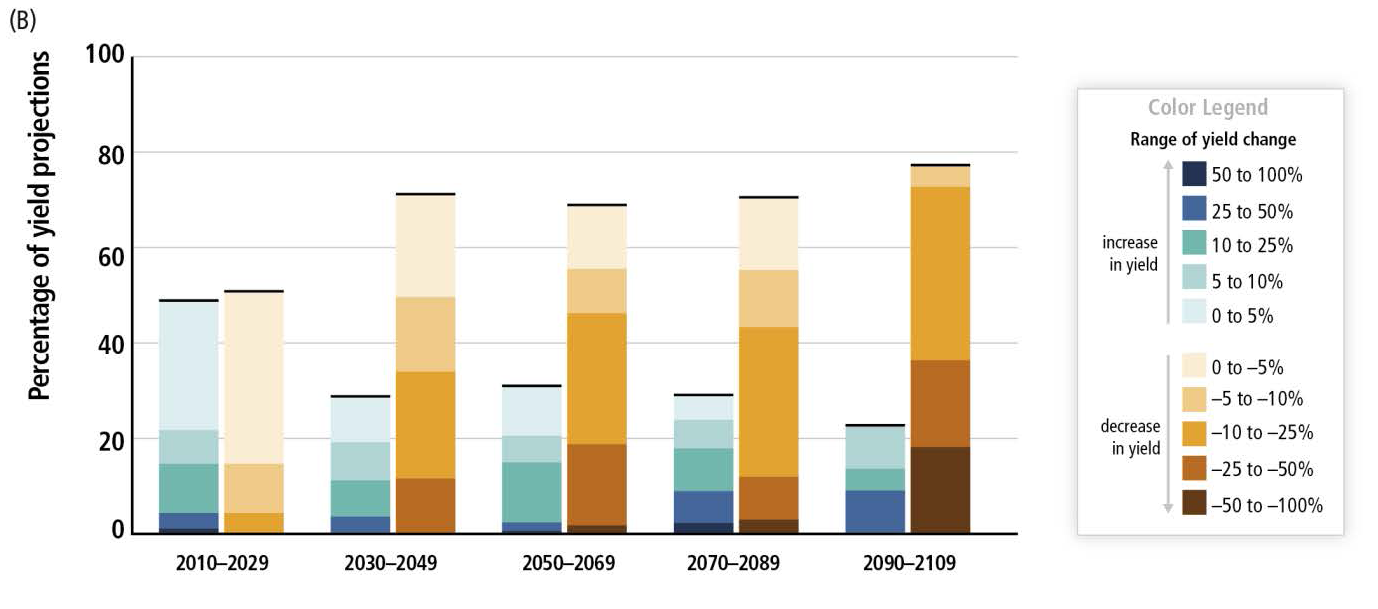 (B)
Percentage of yield projections
100
80
60
40
20
0
2010–2029
2030–2049
2050–2069
2070–2089
2090–2109
Color Legend
Range of yield change
50 to 100%
25 to 50%
10 to 25%
5 to 10%
0 to 5%
increase
in yield
0 to –5%
–5 to –10%
–10 to –25%
–25 to –50%
–50 to –100%
decrease
in yield